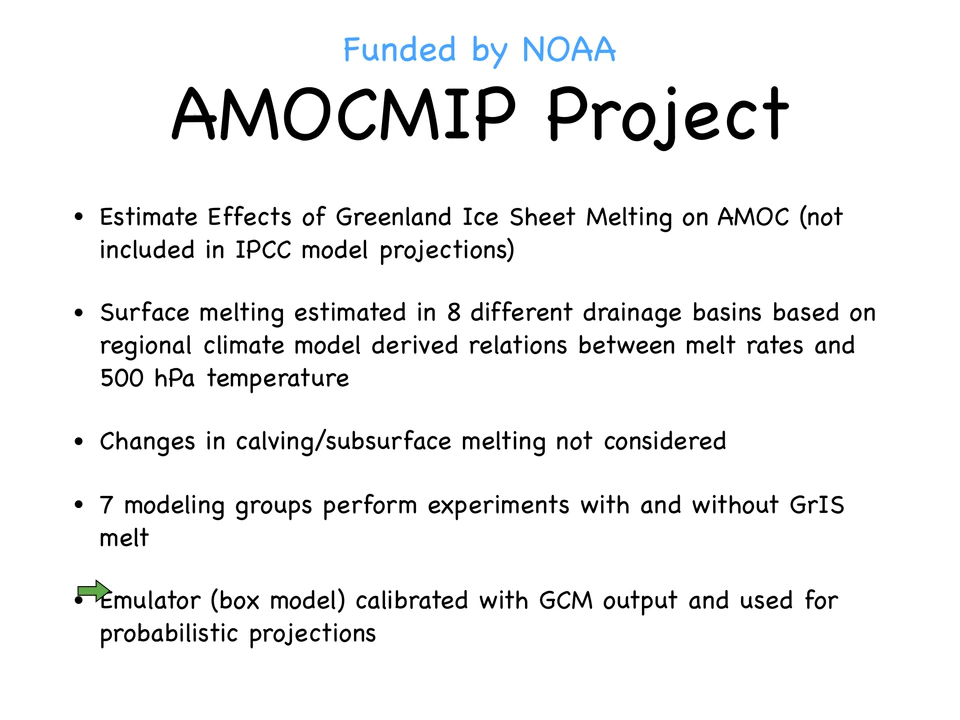 Funded by NOAA
AMOCMIP Project
• Estimate Effects of Greenland Ice Sheet Melting on AMOC (not
included in IPCC model projections)
• Surface melting estimated in 8 different drainage basins based on
regional climate model derived relations between melt rates and
500 hPa temperature
• Changes in calving/subsurface melting not considered
• 7 modeling groups perform experiments with and without GrIS
melt
• Emulator (box model) calibrated with GCM output and used for
probabilistic projections